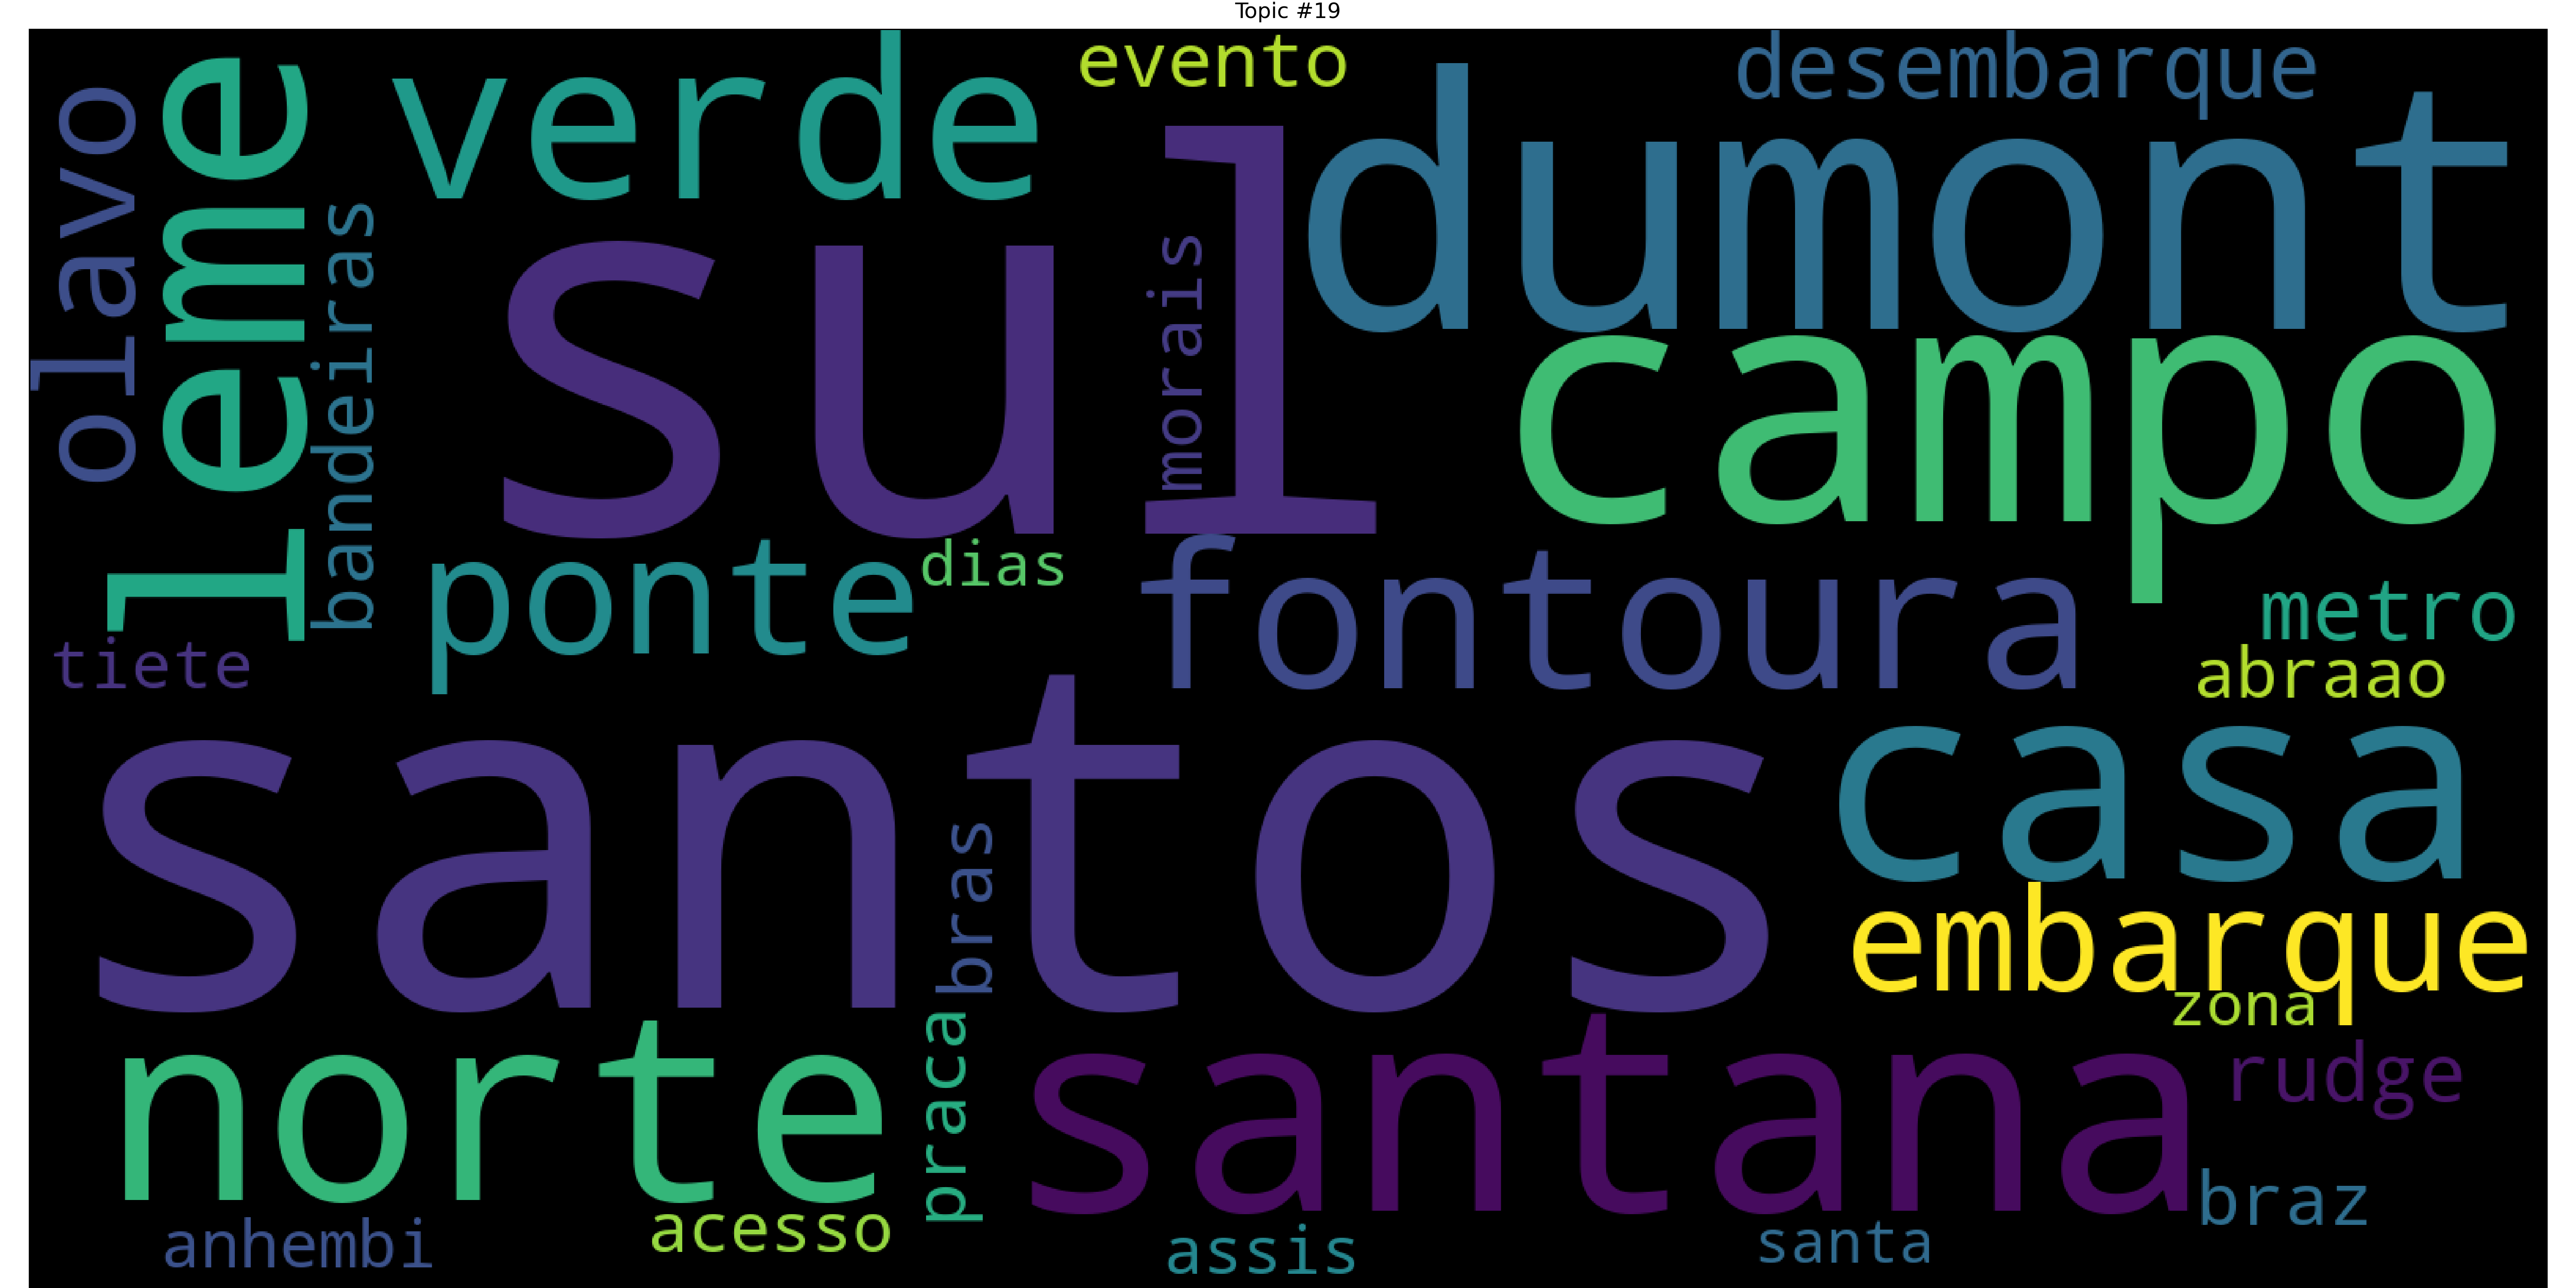 Topic #19
olavo
leme
bandeiras
verde
evento
desembarque
sul
morais
dumont
campo
ponte
dias
fontoura
metro
tiete
abraao
santos
casa
bras
embarque
zona
norte
praca
santana
rudge
braz
anhembi
acesso
assis
santa